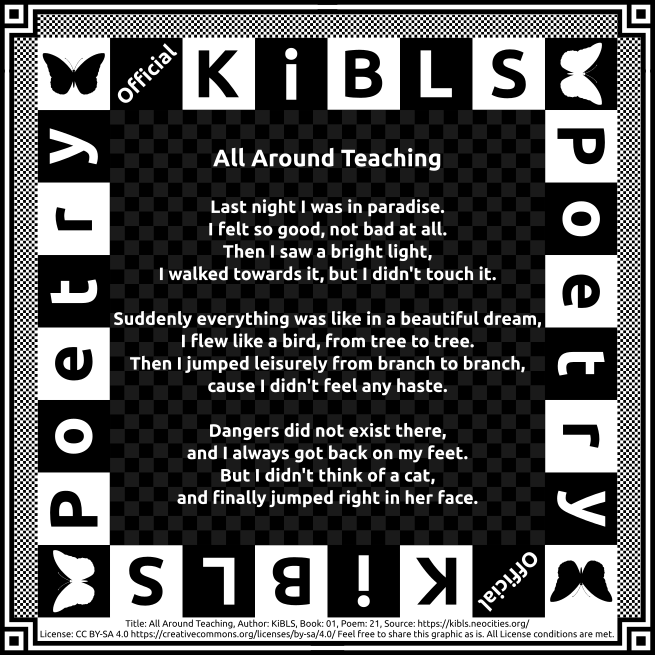 Official KiBLS
Poetry
Poetry
All Around Teaching
Last night I was in paradise.
I felt so good, not bad at all.
Then I saw a bright light,
I walked towards it, but I didn't touch it.
Suddenly everything was like in a beautiful dream,
I flew like a bird, from tree to tree.
Then I jumped leisurely from branch to branch,
cause I didn't feel any haste.
Dangers did not exist there,
and I always got back on my feet.
But I didn't think of a cat,
and finally jumped right in her face.
Official KiBLS
Title: All Around Teaching, Author: KiBLS, Book: 01, Poem: 21, Source: https://kibls.neocities.org/
License: CC BY-SA 4.0 https://creativecommons.org/licenses/by-sa/4.0/ Feel free to share this graphic as is. All License conditions are met.